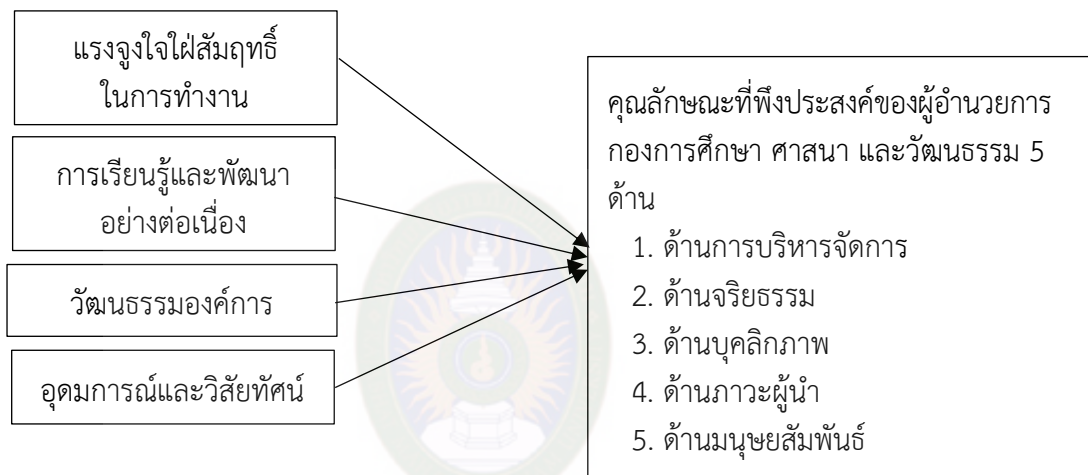 แรงจูงใจใฝ่สัมฤทธิ์
ในการทำงาน
การเรียนรู้และพัฒนา
อย่างต่อเนื่อง
วัฒนธรรมองค์การ
อุดมการณ์และวิสัยทัศน์
คุณลักษณะที่พึงประสงค์ของผู้อำนวยการ
กองการศึกษา ศาสนา และวัฒนธรรม 5
ด้าน
1. ด้านการบริหารจัดการ
2. ด้านจริยธรรม
3. ด้านบุคลิกภาพ
4. ด้านภาวะผู้นำ
5. ด้านมนุษยสัมพันธ์